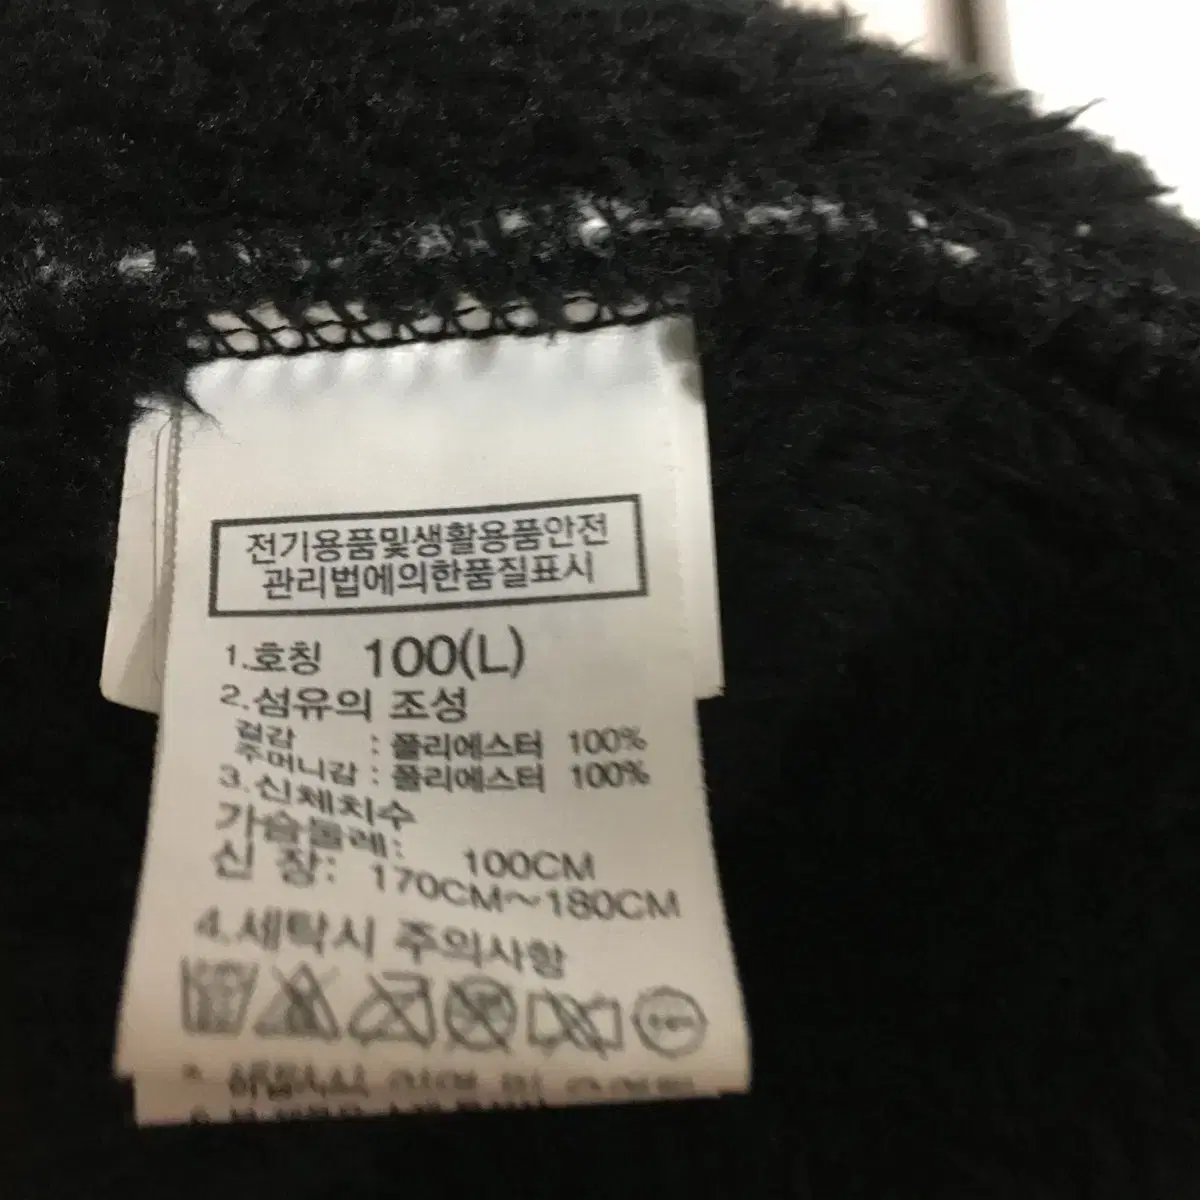 전기용품및생활용품안전
관리법에의한품질표시
1.호칭 100(L)
2.섬유의 조성
겉감 : 폴리에스터 100%
주머니감 : 폴리에스터 100%
3.신체치수
가슴둘레: 100CM
신 장: 170CM~180CM
4.세탁시 주의사항